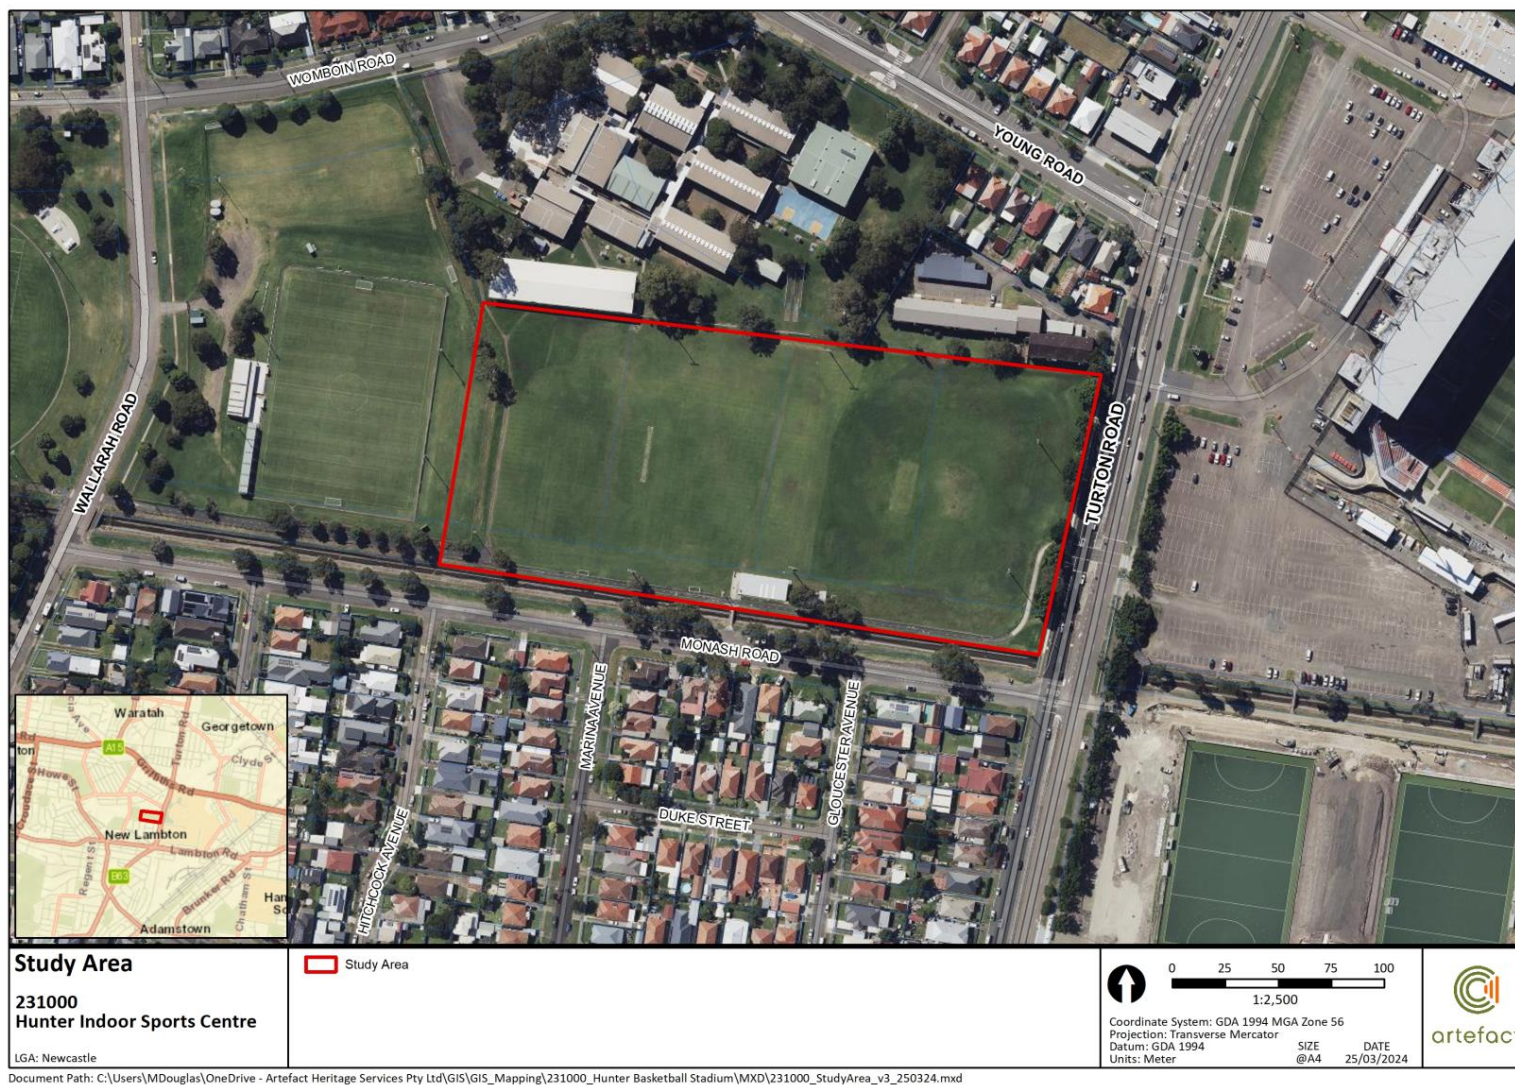 WOMBOIN ROAD
YOUNG ROAD
WALLARAH ROAD
TURTON ROAD
MONASH ROAD
MARINA AVENUE
GLOUCESTER AVENUE
DUKE STREET
HITCHCOCK AVENUE
Waratah
Georgetown
Turton Rd
A15
Griffiths Rd
Clyde St
Howe St
Croudace St
New Lambton
Lambton Rd
Regent St
B63
Brunker Rd
Chatham St
Adamstown
Study Area
231000
Hunter Indoor Sports Centre
LGA: Newcastle
Study Area
0 25 50 75 100
1:2,500
Coordinate System: GDA 1994 MGA Zone 56
Projection: Transverse Mercator
Datum: GDA 1994
Units: Meter
SIZE
@A4
DATE
25/03/2024
artefact
Document Path: C:\Users\MDouglas\OneDrive - Artefact Heritage Services Pty Ltd\GIS\GIS_Mapping\231000_Hunter Basketball Stadium\MXD\231000_StudyArea_v3_250324.mxd